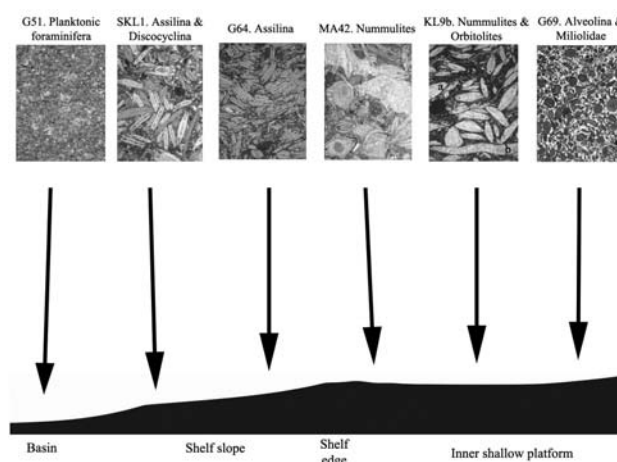 G51. Planktonic
foraminifera
SKL1. Assilina &
Discocyclina
G64. Assilina
MA42. Nummulites
KL9b. Nummulites &
Orbitolites
G69. Alveolina &
Miliolidae
a
b
Basin
Shelf slope
Shelf
edge
Inner shallow platform